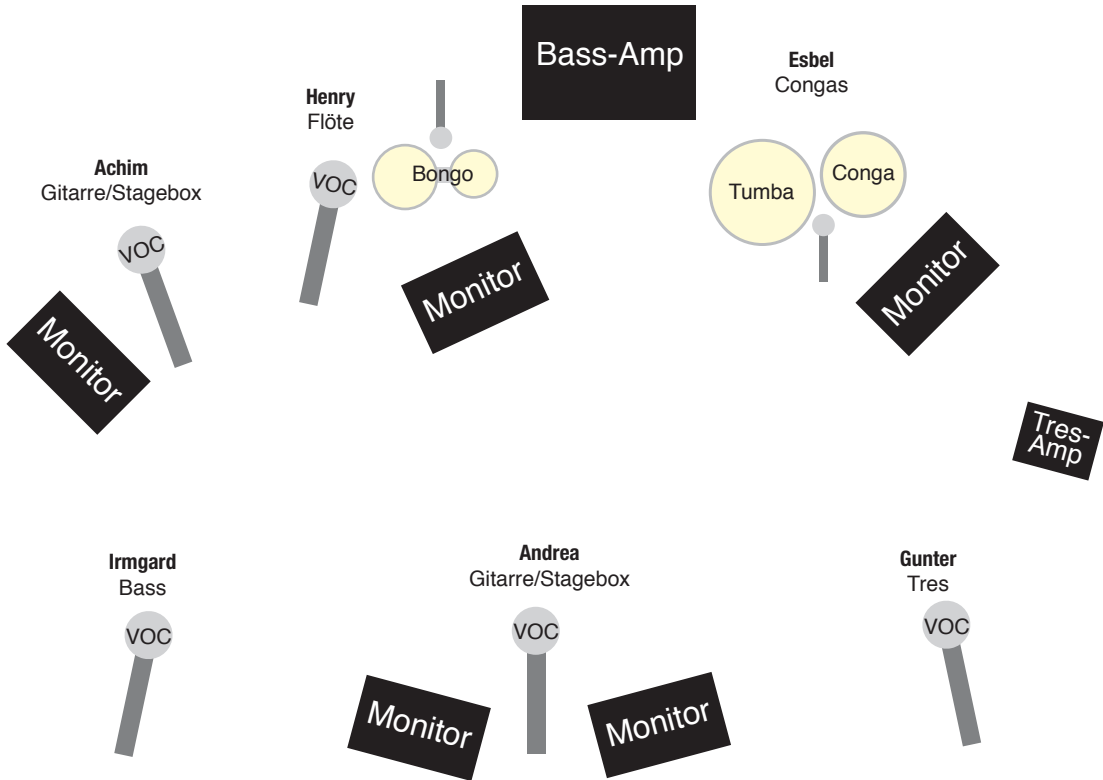 Bass-Amp
Esbel
Congas
Henry
Flöte
Achim
Gitarre/Stagebox
VOC
Bongo
Tumba
Conga
VOC
Monitor
Monitor
Monitor
Tres-
Amp
Irmgard
Bass
Andrea
Gitarre/Stagebox
Gunter
Tres
VOC
VOC
VOC
Monitor
Monitor